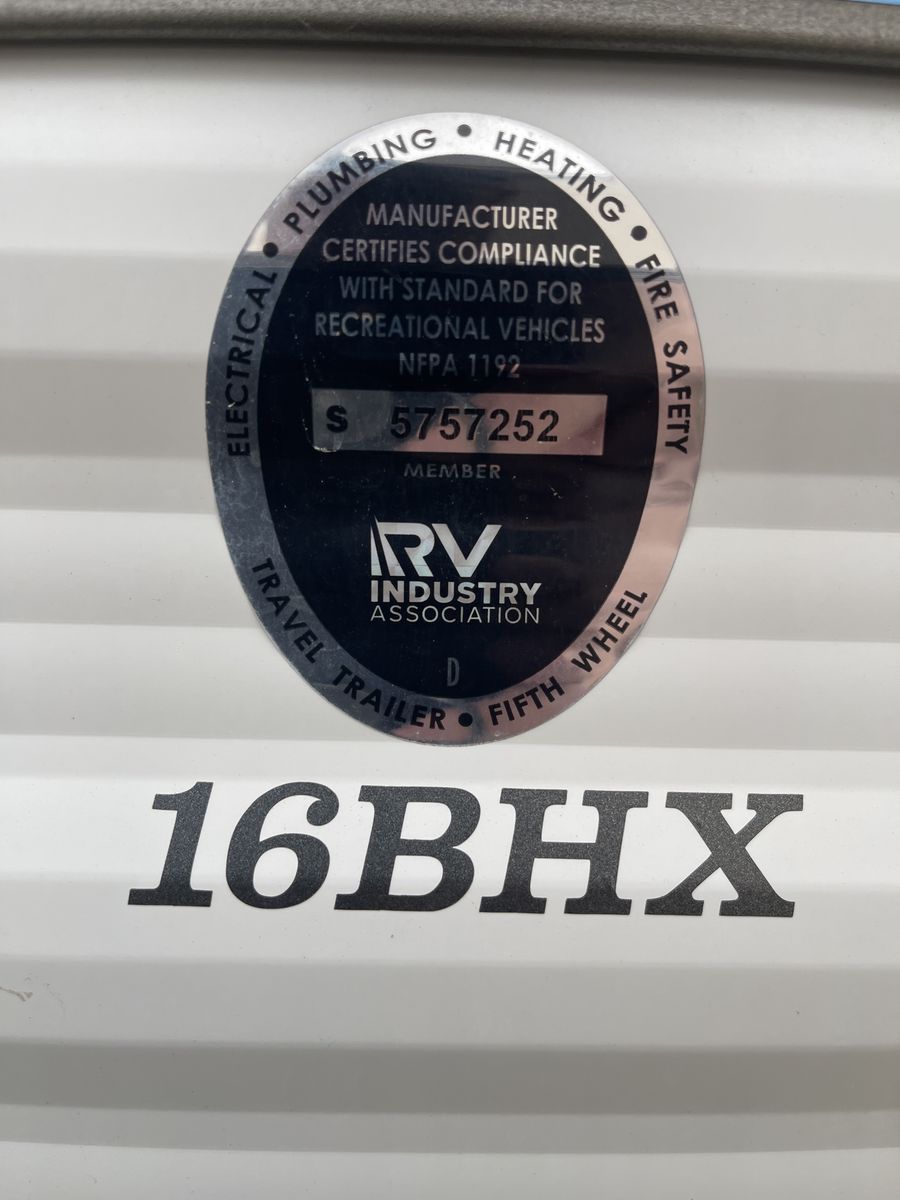 ELECTRICAL • PLUMBING • HEATING • FIRE SAFETY
MANUFACTURER
CERTIFIES COMPLIANCE
WITH STANDARD FOR
RECREATIONAL VEHICLES
NFPA 1192
S 5757252
MEMBER
RV
INDUSTRY
ASSOCIATION
D
TRAVEL TRAILER • FIFTH WHEEL
16BHX